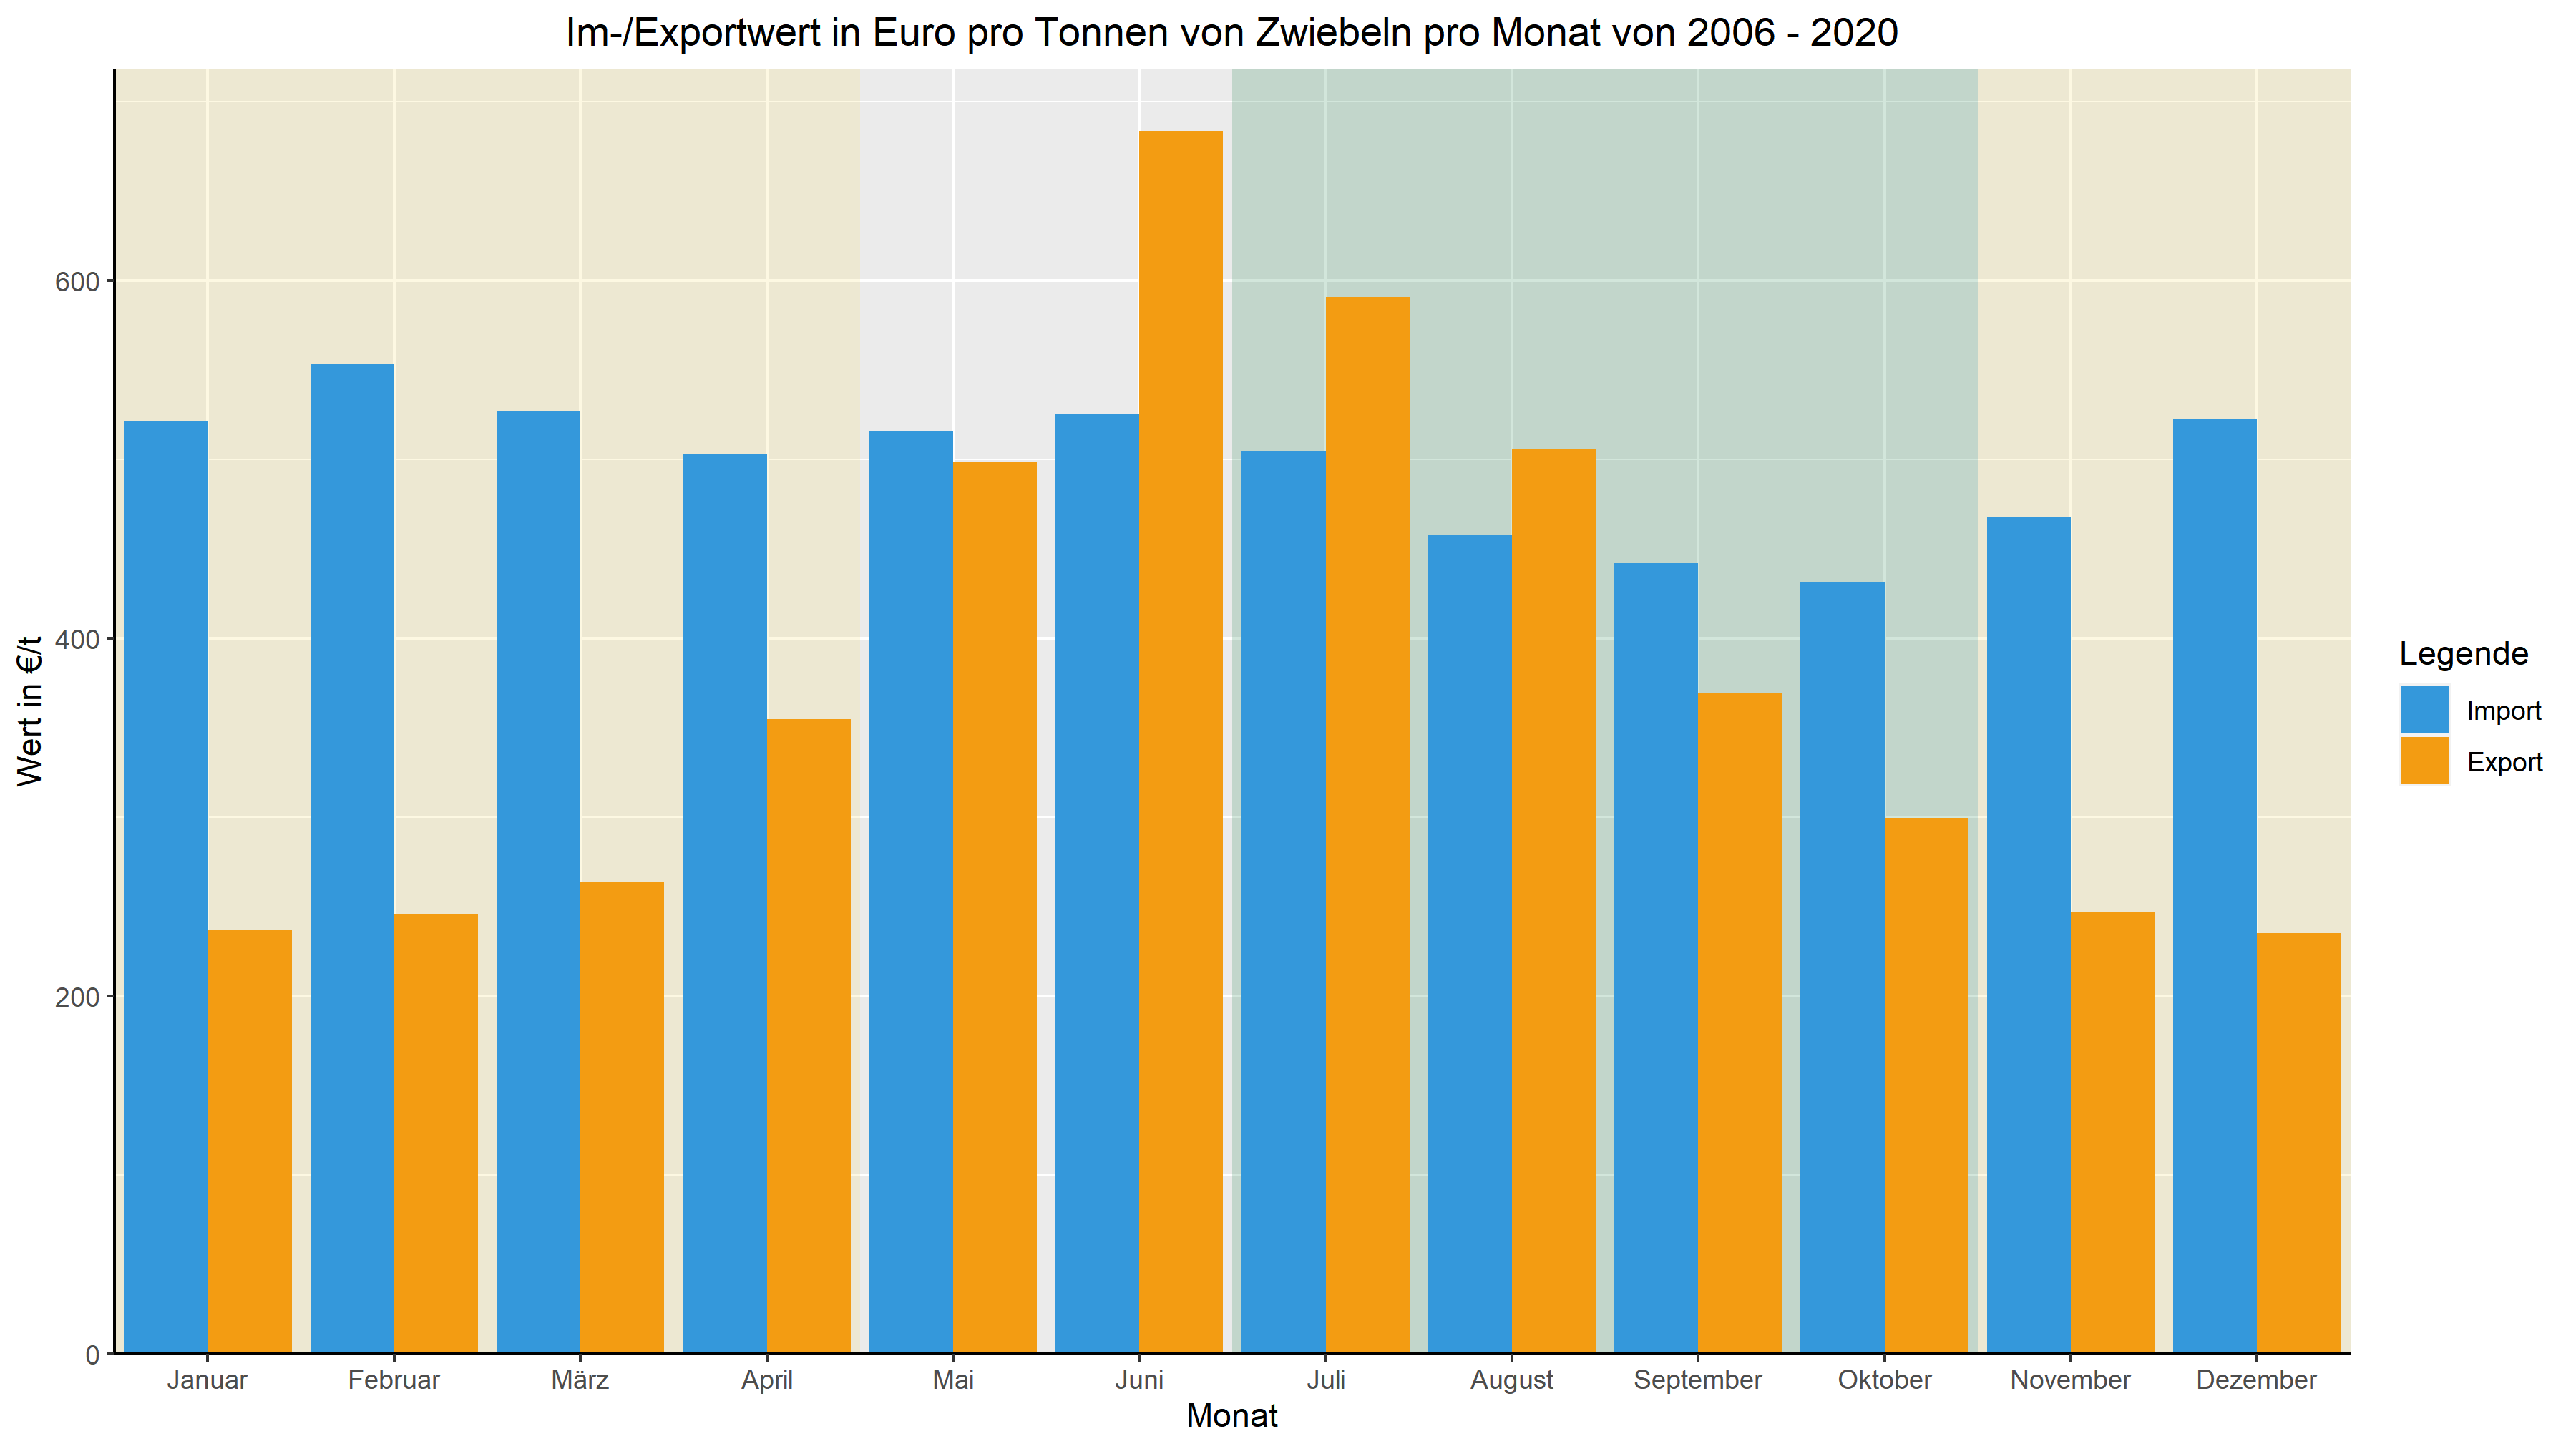 Im-/Exportwert in Euro pro Tonnen von Zwiebeln pro Monat von 2006 - 2020
Wert in €/t
600
400
200
0
Januar Februar März April Mai Juni Juli August September Oktober November Dezember
Monat
Legende
Import
Export